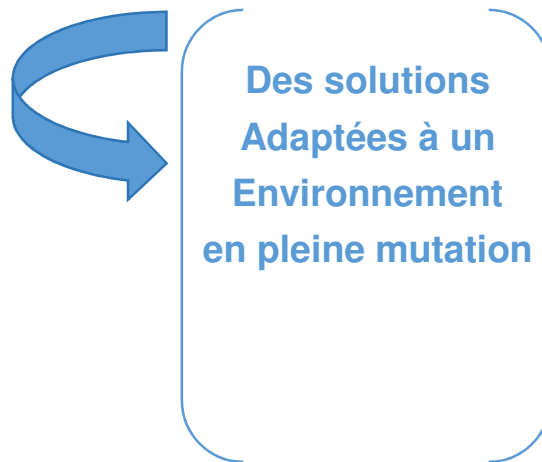 Des solutions
Adaptées à un
Environnement
en pleine mutation